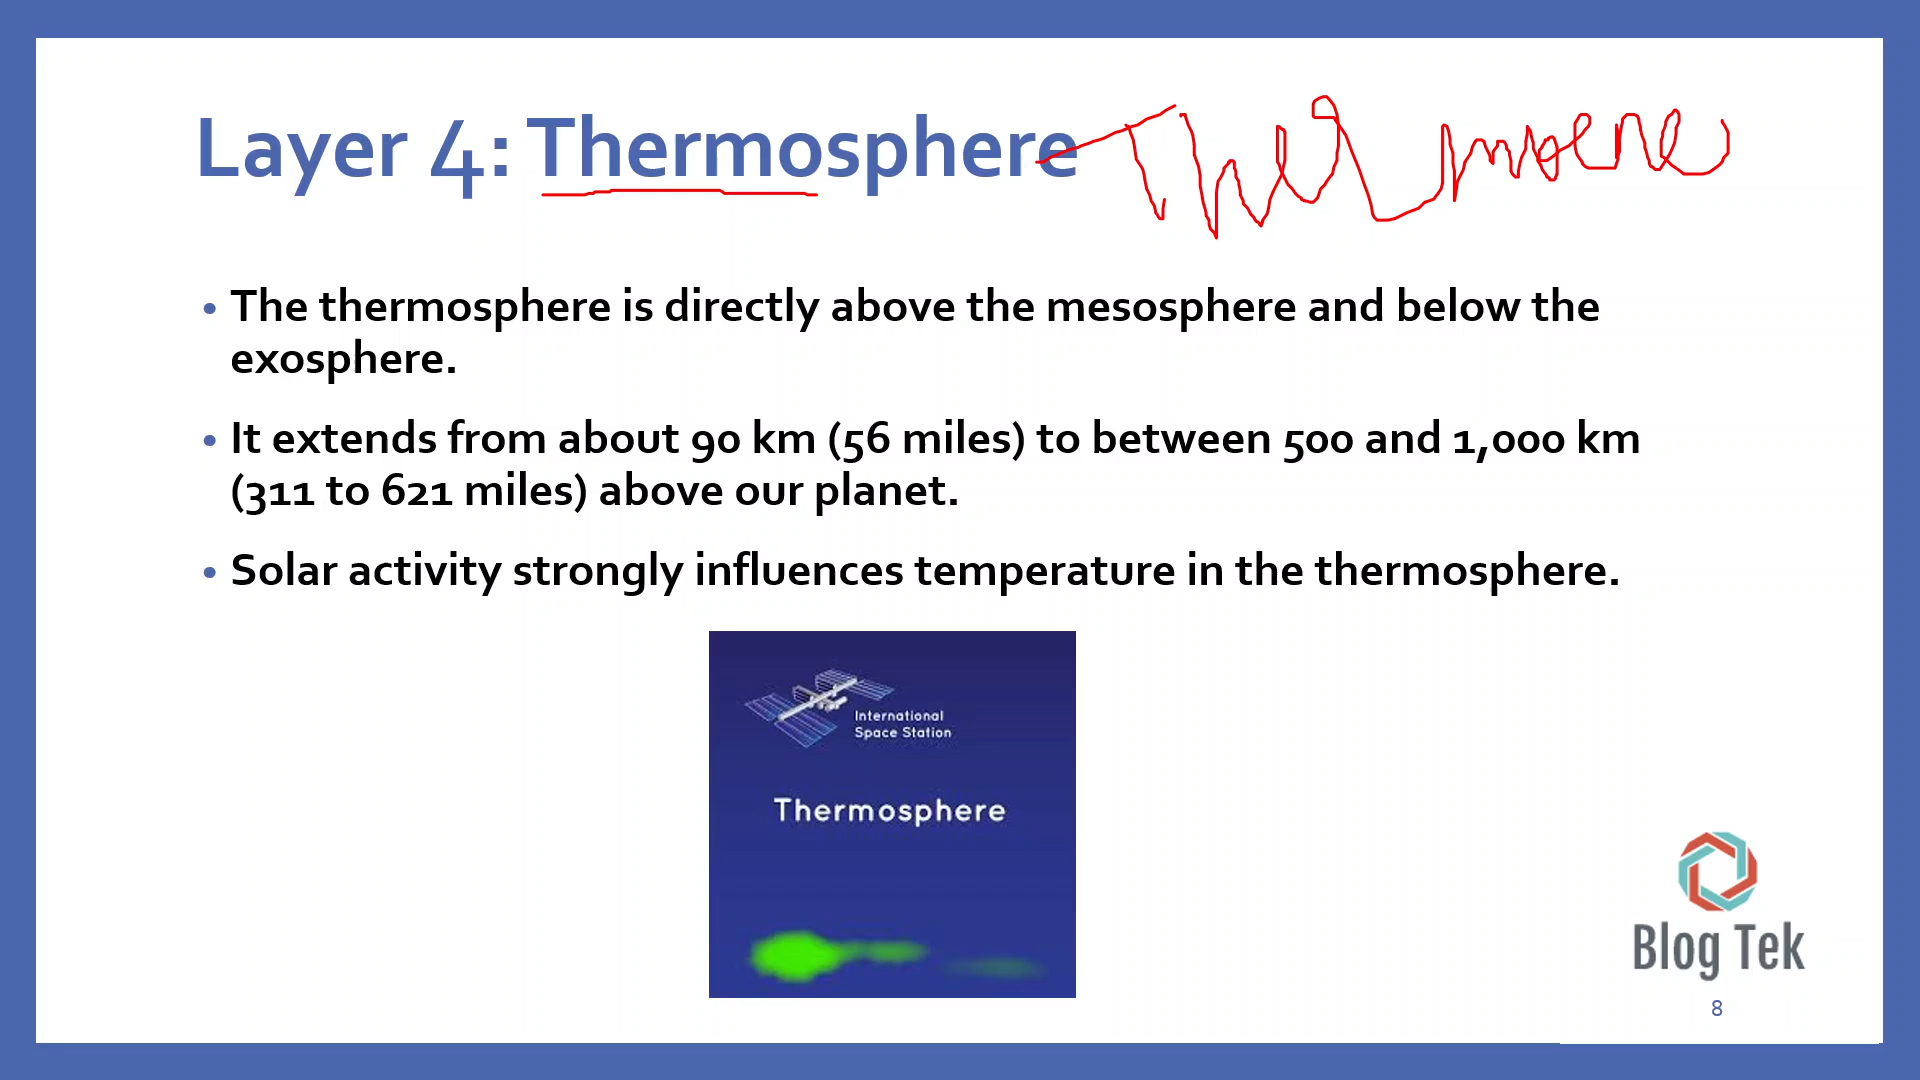 Layer 4: Thermosphere
• The thermosphere is directly above the mesosphere and below the
exosphere.
• It extends from about 90 km (56 miles) to between 500 and 1,000 km
(311 to 621 miles) above our planet.
• Solar activity strongly influences temperature in the thermosphere.
International
Space Station
Thermosphere
Blog Tek
8